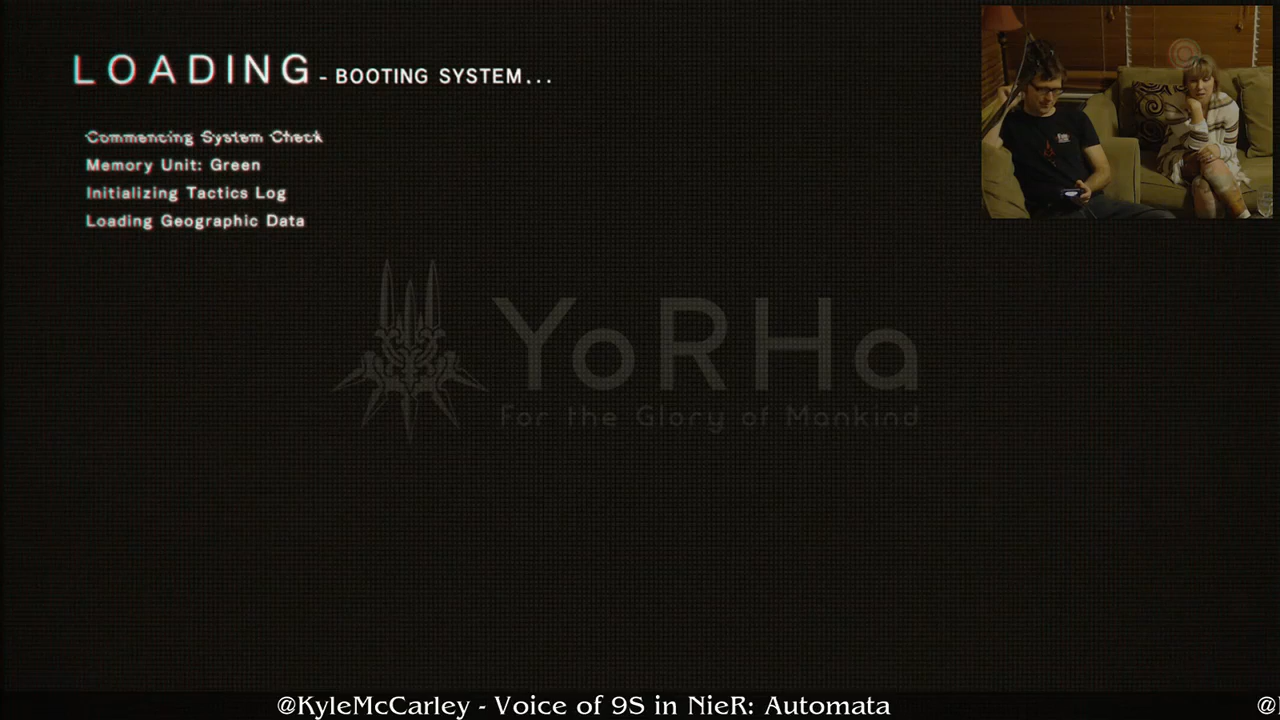 LOADING - BOOTING SYSTEM...
Commencing System Check
Memory Unit: Green
Initializing Tactics Log
Loading Geographic Data
YoRHa
For the Glory of Mankind
@KyleMcCarley - Voice of 9S in NieR: Automata @